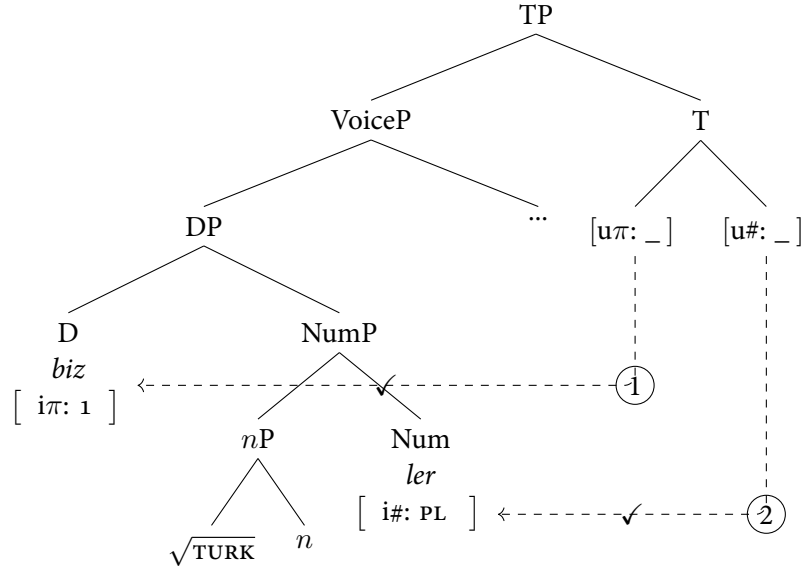 TP
VoiceP T
DP ... [uπ: _ ] [u#: _ ]
D NumP
biz
[ iπ: 1 ] ✓ 1
nP Num
ler
[ i#: PL ] ✓ 2
√TURK n